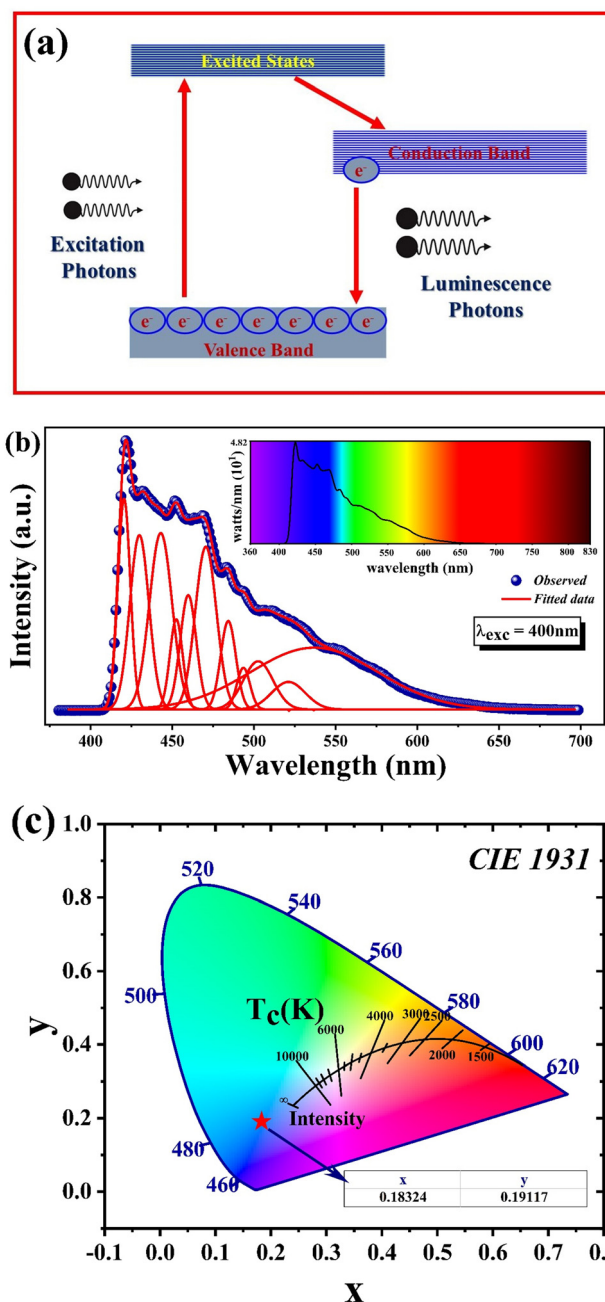 (a)
Excited States
Conduction Band
e-
Excitation
Photons
Luminescence
Photons
e- e- e- e- e- e- e-
Valence Band
(b)
4.82
watts/nm (10¹)
360 400 450 500 550 600 650 700 750 830
wavelength (nm)
Observed
Fitted data
λexc = 400nm
Intensity (a.u.)
400 450 500 550 600 650 700
Wavelength (nm)
(c)
CIE 1931
1.0
0.8
0.6
0.4
0.2
0.0
y
520
540
560
500
580
600
620
480
460
Tc(K)
10000
6000
4000
3000
2500
2000
1500
∞
Intensity
x y
0.18324 0.19117
-0.1 0.0 0.1 0.2 0.3 0.4 0.5 0.6 0.7 0.
x